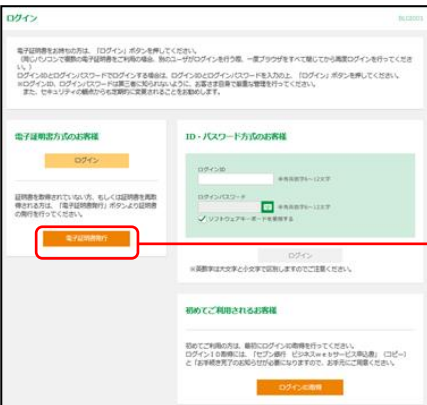 ログイン
BLI001
電子証明書をお持ちの方は、「ログイン」ボタンを押してください。
(同じパソコンで複数の電子証明書をご利用の場合、別のユーザがログインを行う際、一度ブラウザをすべて閉じてから再度ログインを行ってくださ
い。)
ログインIDとログインパスワードでログインする場合は、ログインIDとログインパスワードを入力の上、「ログイン」ボタンを押してください。
※ログインID、ログインパスワードは第三者に知られないように、お客さま自身で厳重な管理を行ってください。
また、セキュリティの観点からも定期的に変更されることをお勧めします。
電子証明書方式のお客様
ログイン
証明書を取得されていない方、もしくは証明書を再取
得される方は、「電子証明書発行」ボタンより証明書
の発行を行ってください。
電子証明書発行
ID・パスワード方式のお客様
ログインID
半角英数字6～12文字
ログインパスワード
半角英数字6～12文字
ソフトウェアキーボードを使用する
ログイン
※英数字は大文字と小文字で区別しますのでご注意ください。
初めてご利用されるお客様
初めてご利用の方は、最初にログインID取得を行ってください。
ログインID取得には、「セブン銀行 ビジネスwebサービス申込書」(コピー)
と「お手続き完了のお知らせ」が必要になりますので、お手元にご用意ください。
ログインID取得